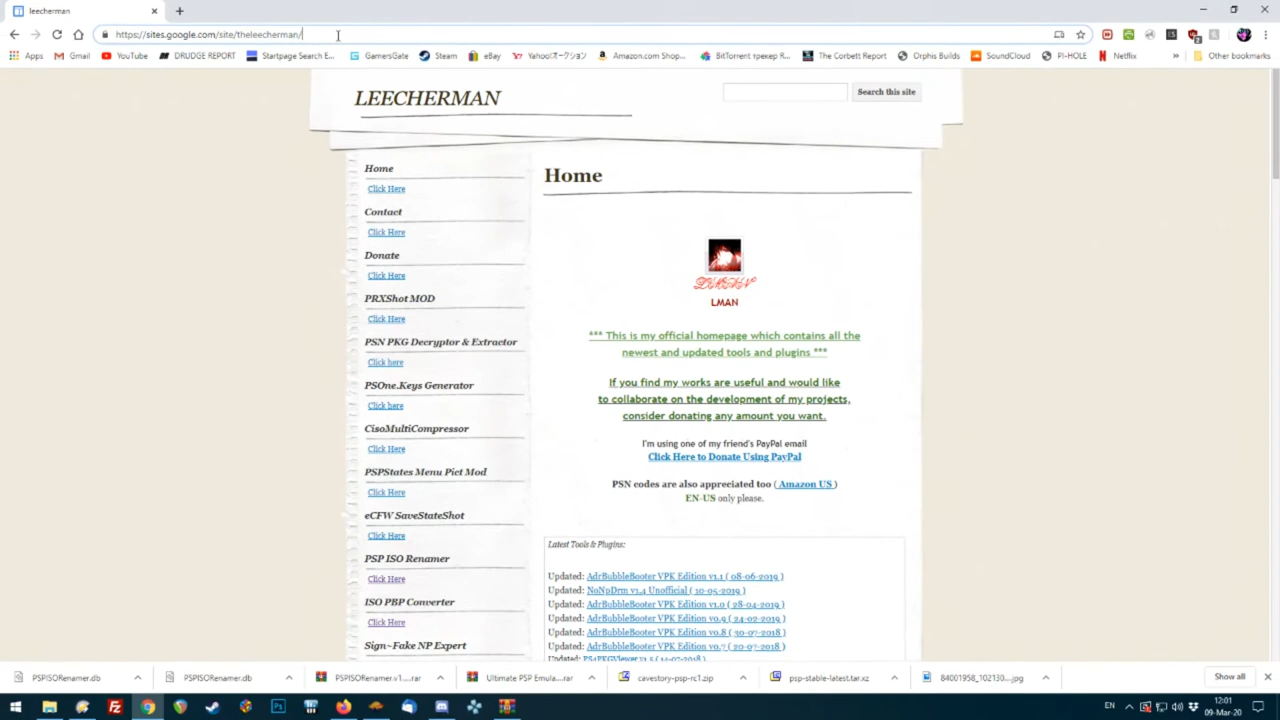 leecherman
https://sites.google.com/site/theleecherman/
Apps
Gmail
YouTube
DRUDGE REPORT
Startpage Search E...
GamersGate
Steam
eBay
Yahoo!オークション
Amazon.com Shop...
BitTorrent трекер R...
The Corbett Report
Orphis Builds
SoundCloud
PI-HOLE
Netflix
»
Other bookmarks
LEECHERMAN
Search this site
Home
Click Here
Contact
Click Here
Donate
Click Here
PRXShot MOD
Click Here
PSN PKG Decryptor & Extractor
Click here
PSOne.Keys Generator
Click here
CisoMultiCompressor
Click Here
PSPStates Menu Pict Mod
Click Here
eCFW SaveStateShot
Click Here
PSP ISO Renamer
Click Here
ISO PBP Converter
Click Here
Sign~Fake NP Expert
Home
LMAN
*** This is my official homepage which contains all the
newest and updated tools and plugins ***
If you find my works are useful and would like
to collaborate on the development of my projects,
consider donating any amount you want.
I'm using one of my friend's PayPal email
Click Here to Donate Using PayPal
PSN codes are also appreciated too ( Amazon US )
EN-US only please.
Latest Tools & Plugins:
Updated: AdrBubbleBooter VPK Edition v1.1 ( 08-06-2019 )
Updated: NoNpDrm v1.4 Unofficial ( 10-05-2019 )
Updated: AdrBubbleBooter VPK Edition v1.0 ( 28-04-2019 )
Updated: AdrBubbleBooter VPK Edition v0.9 ( 24-02-2019 )
Updated: AdrBubbleBooter VPK Edition v0.8 ( 30-07-2018 )
Updated: AdrBubbleBooter VPK Edition v0.7 ( 20-07-2018 )
PSPISORenamer.db
PSPISORenamer.v1....rar
Ultimate PSP Emula....rar
cavestory-psp-rc1.zip
psp-stable-latest.tar.xz
84001958_102130....jpg
Show all
EN
12:01
09-Mar-20